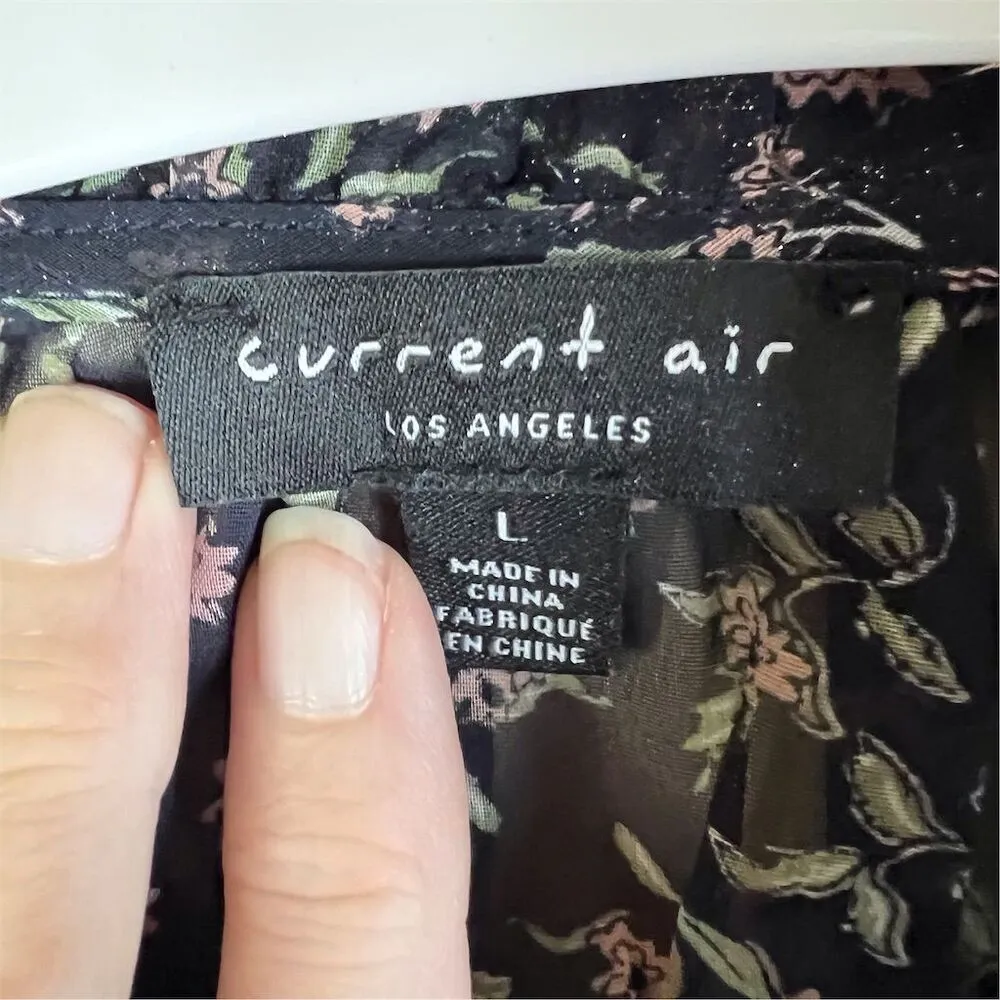 current air
LOS ANGELES
L
MADE IN
CHINA
FABRIQUÉ
EN CHINE